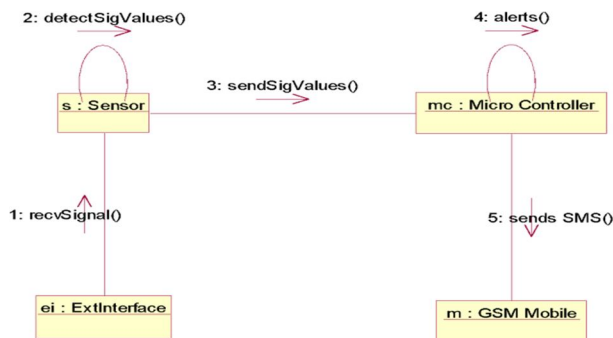 2: detectSigValues()
4: alerts()
3: sendSigValues()
s : Sensor
mc : Micro Controller
1: recvSignal()
5: sends SMS()
ei : ExtInterface
m : GSM Mobile